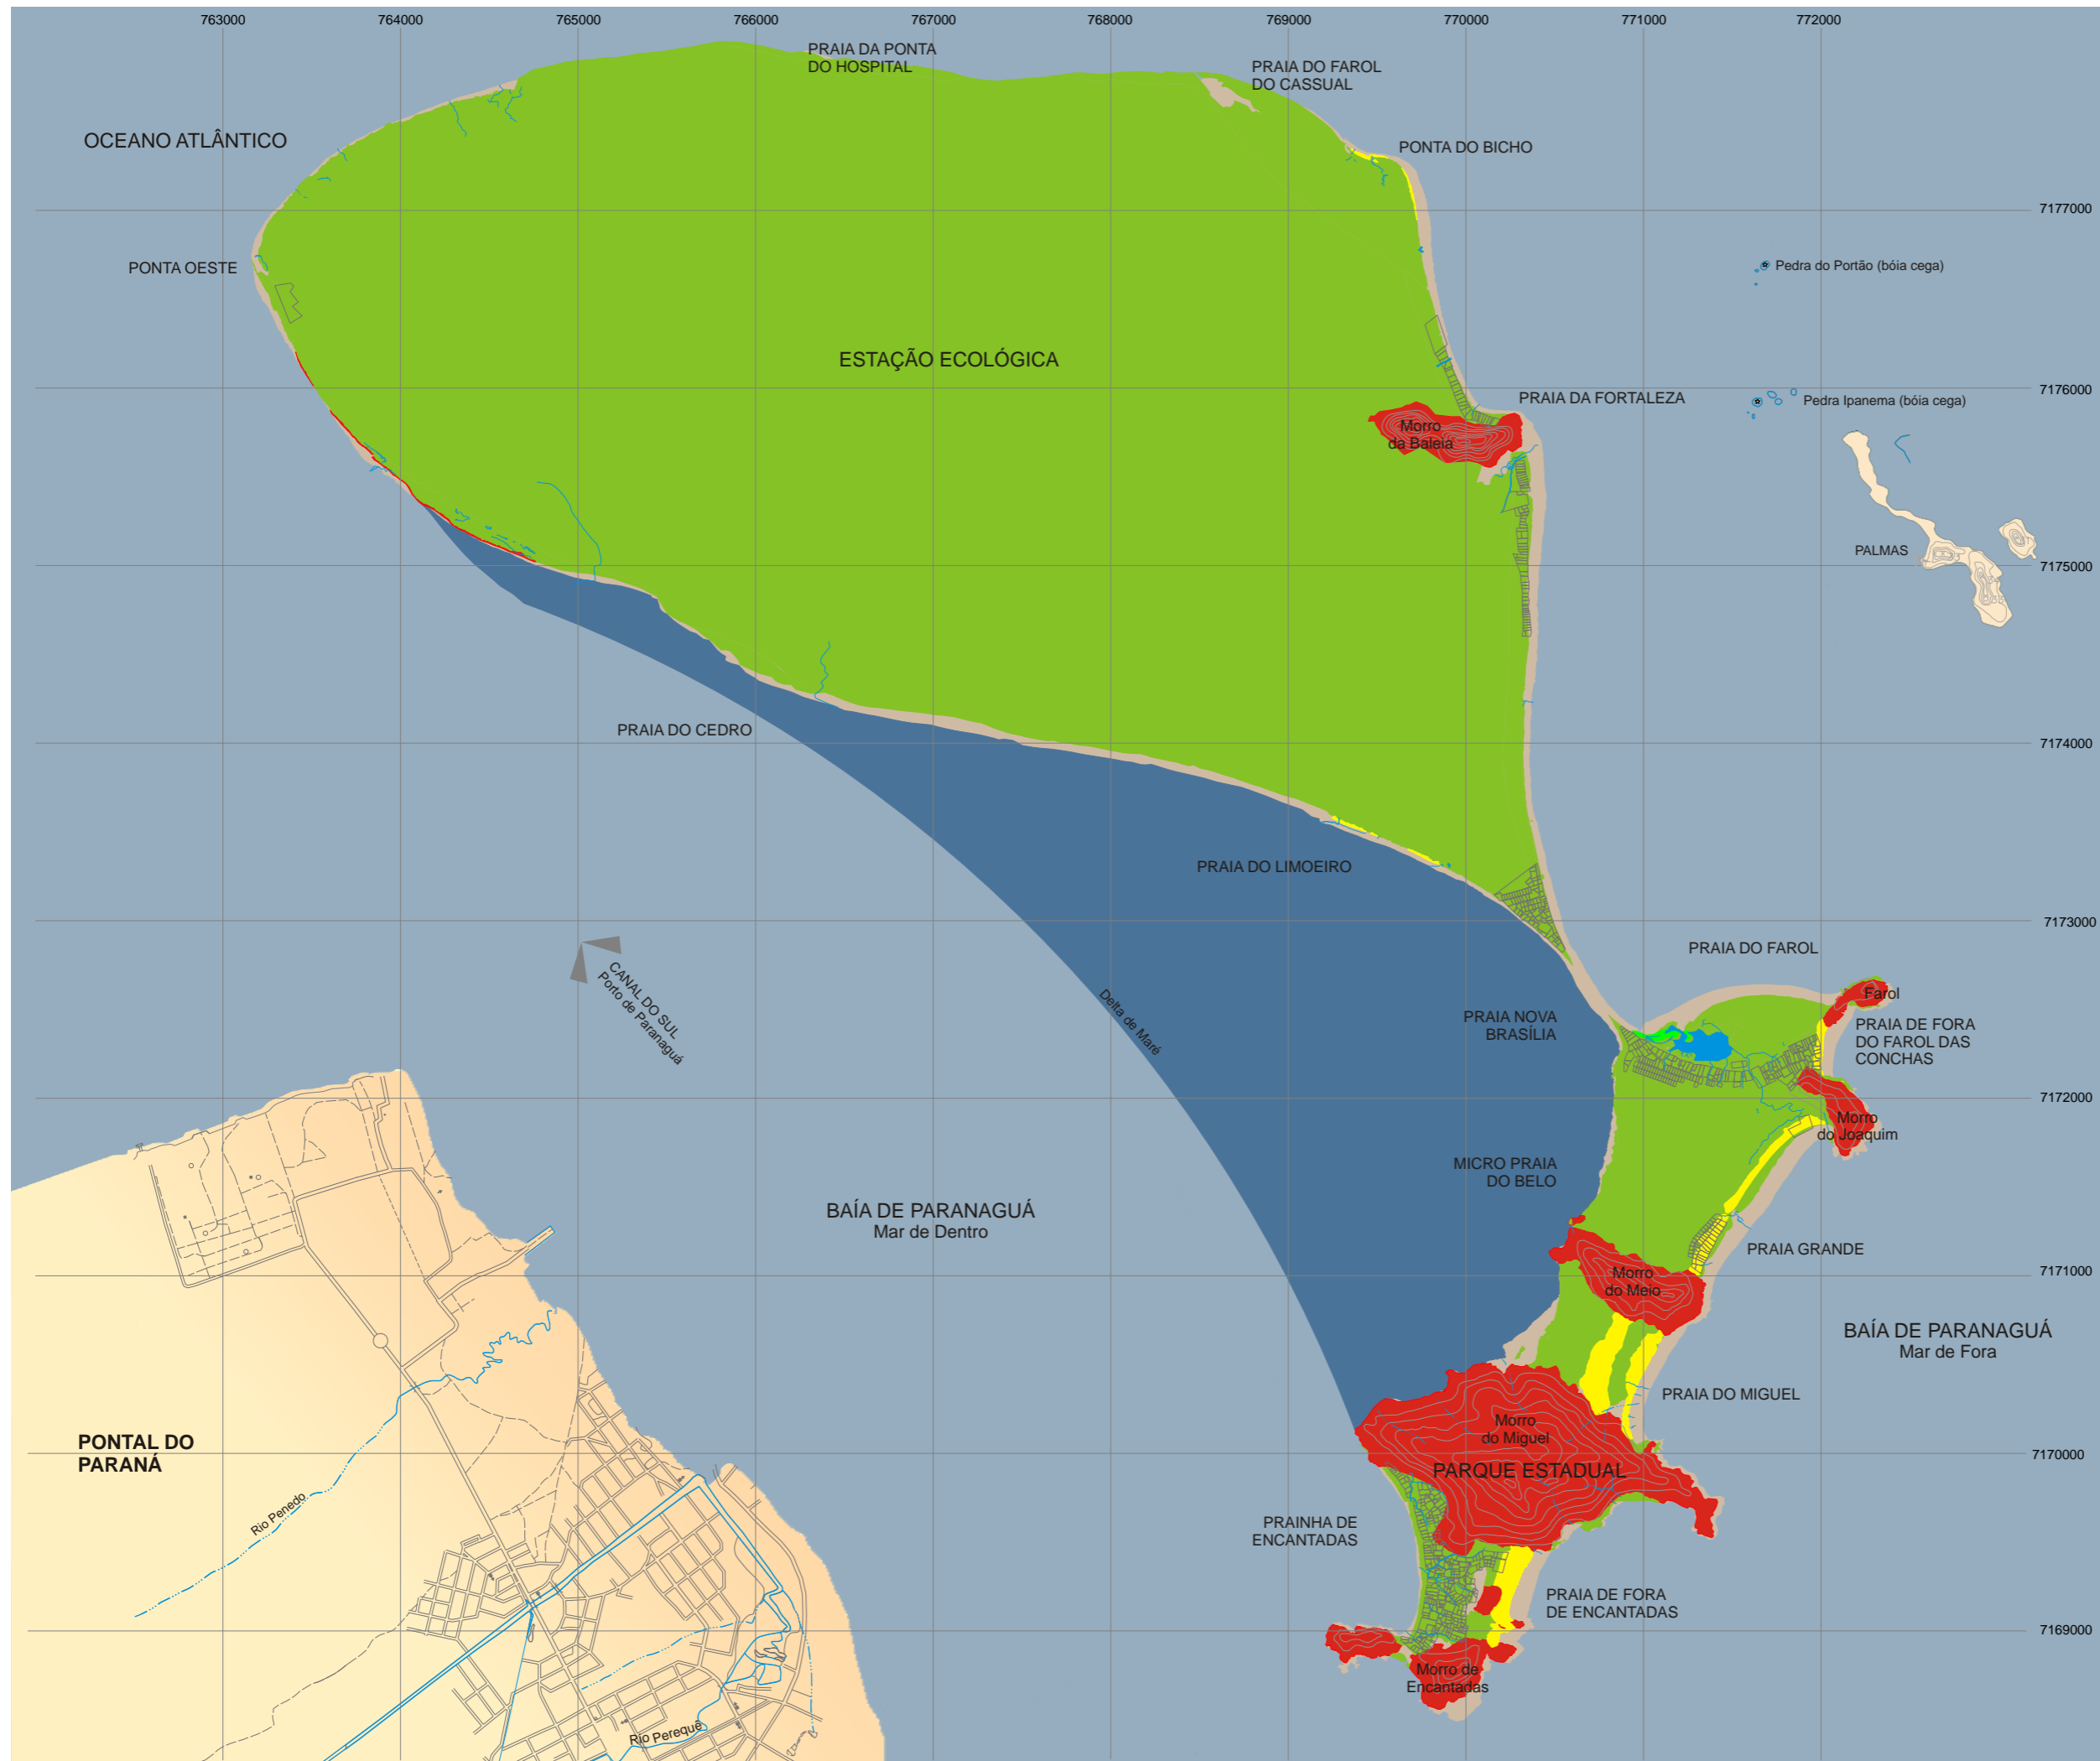 763000
764000
765000
766000
767000
768000
769000
770000
771000
772000
PRAIA DA PONTA
DO HOSPITAL
PRAIA DO FAROL
DO CASSUAL
OCEANO ATLÂNTICO
PONTA DO BICHO
7177000
PONTA OESTE
Pedra do Portão (bóia cega)
ESTAÇÃO ECOLÓGICA
7176000
PRAIA DA FORTALEZA
Pedra Ipanema (bóia cega)
Morro
da Baleia
PALMAS
7175000
PRAIA DO CEDRO
7174000
PRAIA DO LIMOEIRO
7173000
PRAIA DO FAROL
CANAL DO SUL
Porto de Paranaguá
Delta de Maré
Farol
PRAIA NOVA
BRASÍLIA
PRAIA DE FORA
DO FAROL DAS
CONCHAS
7172000
Morro
do Joaquim
MICRO PRAIA
DO BELO
BAÍA DE PARANAGUÁ
Mar de Dentro
PRAIA GRANDE
7171000
Morro
do Meio
BAÍA DE PARANAGUÁ
Mar de Fora
PRAIA DO MIGUEL
PONTAL DO
PARANÁ
Morro
do Miguel
7170000
PARQUE ESTADUAL
Rio Penedo
PRAINHA DE
ENCANTADAS
PRAIA DE FORA
DE ENCANTADAS
7169000
Morro de
Encantadas
Rio Perequê